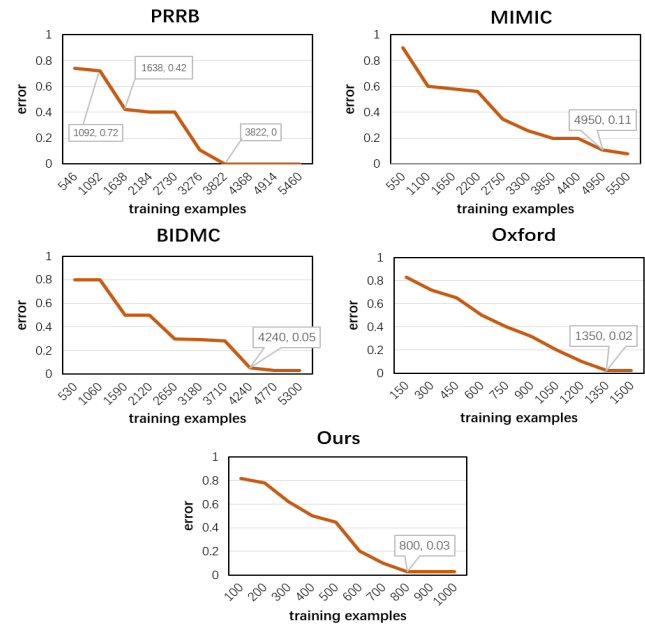 PRRB
1
0.8
0.6
0.4
0.2
0
error
1092, 0.72
1638, 0.42
3822, 0
546 1092 1638 2184 2730 3276 3822 4368 4914 5460
training examples
MIMIC
1
0.8
0.6
0.4
0.2
0
error
4950, 0.11
550 1100 1650 2200 2750 3300 3850 4400 4950 5500
training examples
BIDMC
1
0.8
0.6
0.4
0.2
0
error
4240, 0.05
530 1060 1590 2120 2650 3180 3710 4240 4770 5300
training examples
Oxford
1
0.8
0.6
0.4
0.2
0
error
1350, 0.02
150 300 450 600 750 900 1050 1200 1350 1500
training examples
Ours
1
0.8
0.6
0.4
0.2
0
error
800, 0.03
100 200 300 400 500 600 700 800 900 1000
training examples